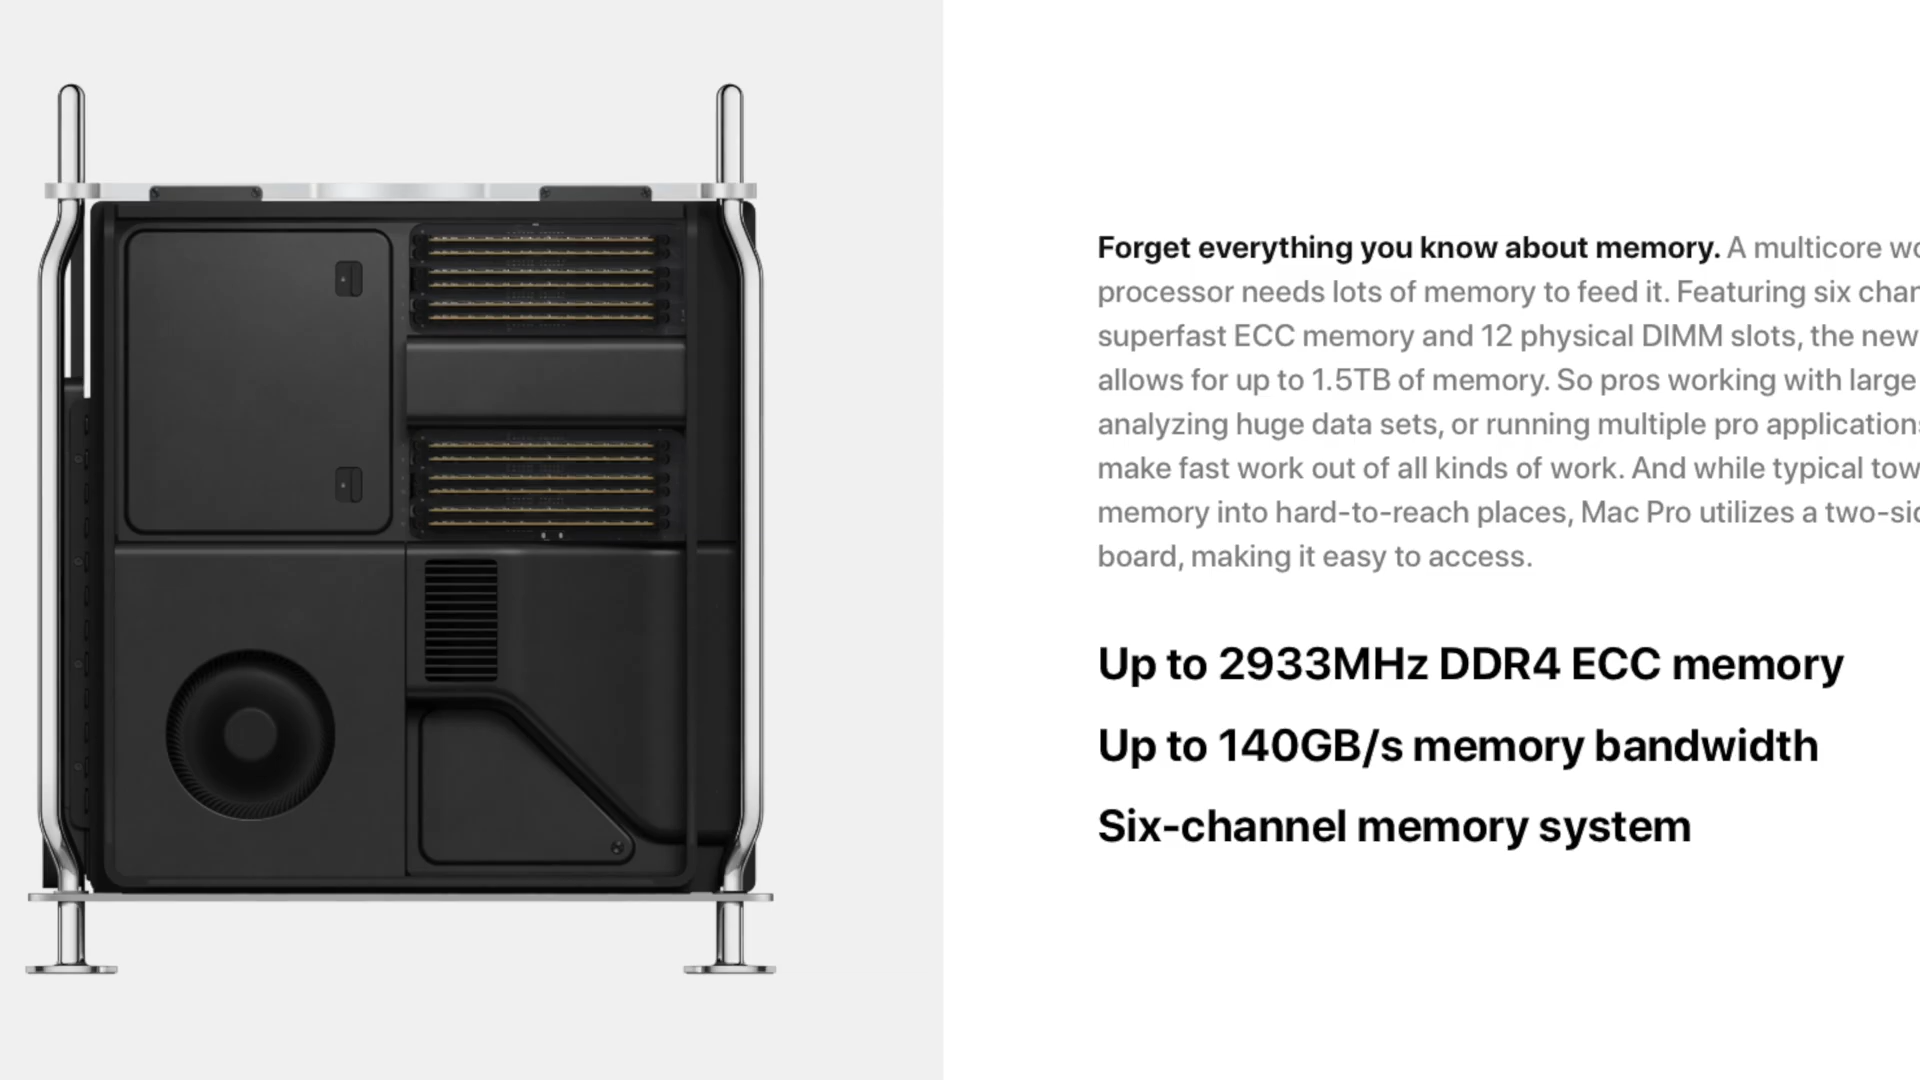 Forget everything you know about memory. A multicore
processor needs lots of memory to feed it. Featuring six
superfast ECC memory and 12 physical DIMM slots, the new
allows for up to 1.5TB of memory. So pros working with large
analyzing huge data sets, or running multiple pro applications
make fast work out of all kinds of work. And while typical
memory into hard-to-reach places, Mac Pro utilizes a
board, making it easy to access.
Up to 2933MHz DDR4 ECC memory
Up to 140GB/s memory bandwidth
Six-channel memory system